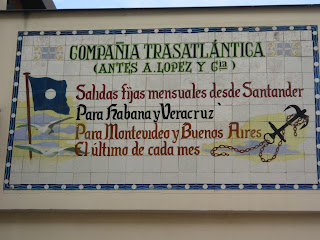 COMPAÑIA TRASATLÁNTICA
(ANTES A. LOPEZ Y Cia)
Salidas fijas mensuales desde Santander
Para Habana y Veracruz
Para Montevideo y Buenos Aires
El último de cada mes